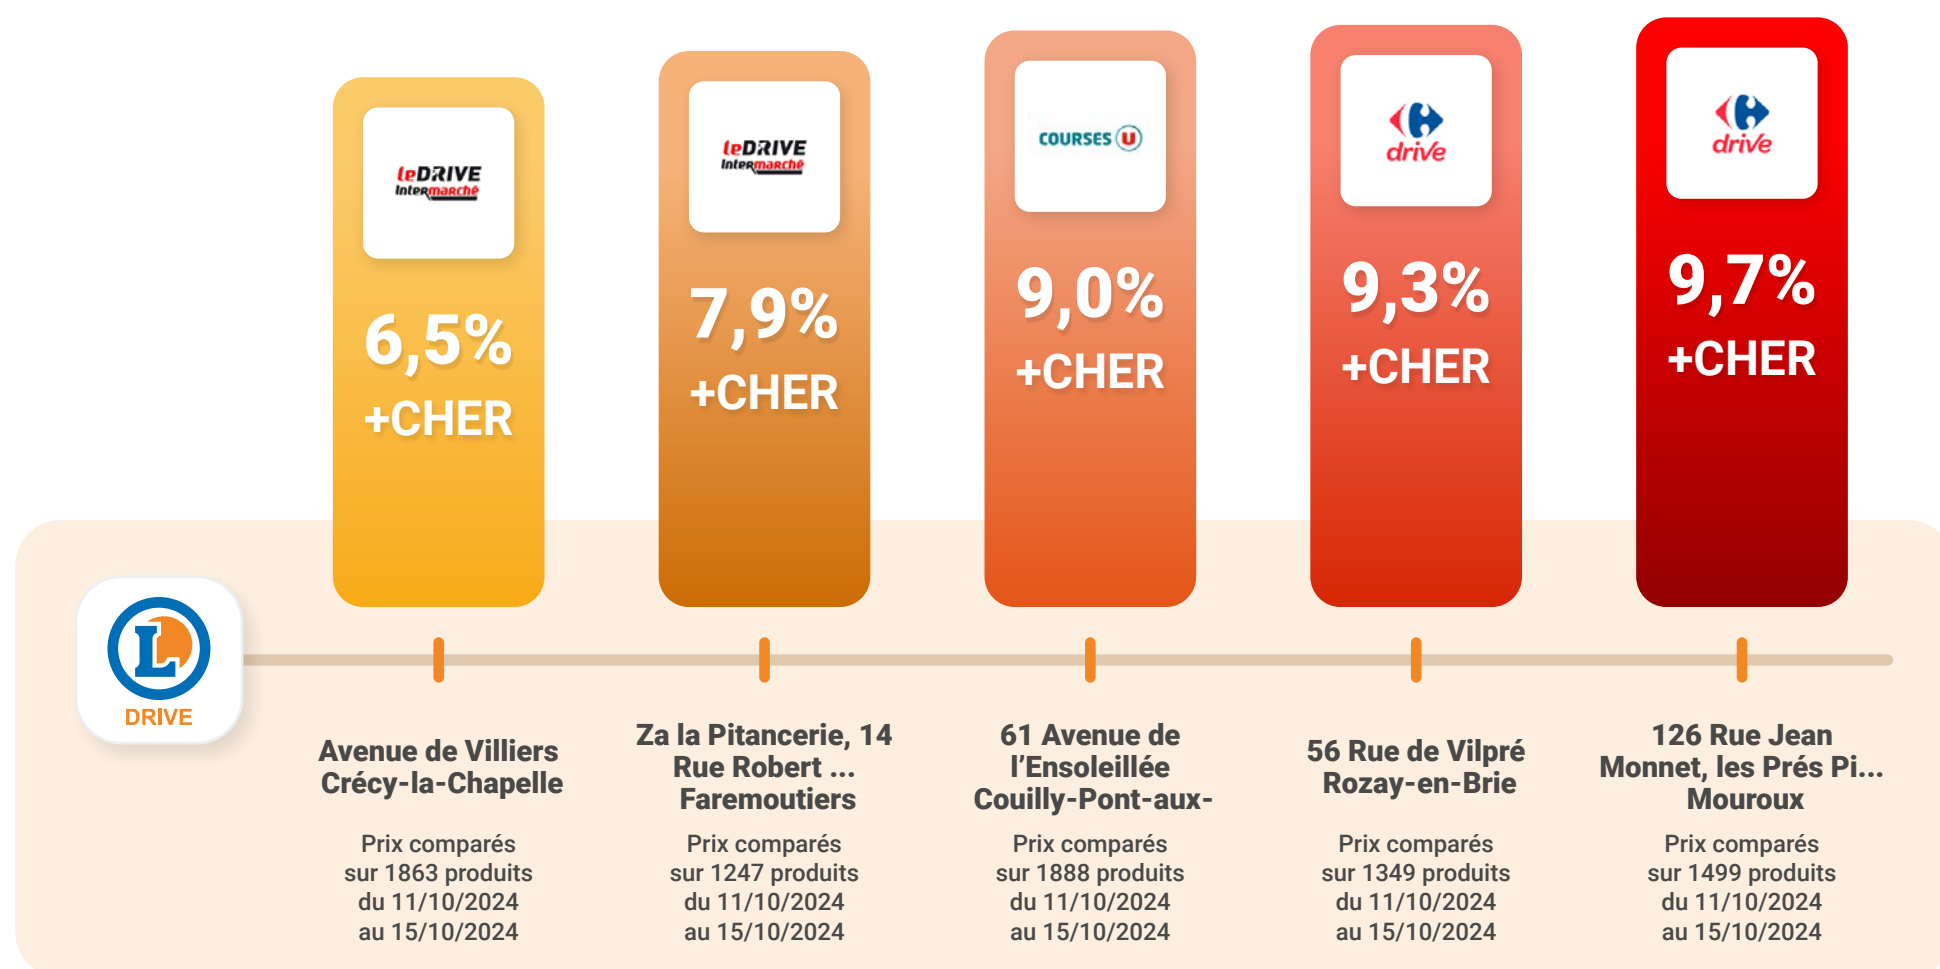 leDRIVE
Intermarché
6,5%
+CHER
leDRIVE
Intermarché
7,9%
+CHER
COURSES U
9,0%
+CHER
drive
9,3%
+CHER
drive
9,7%
+CHER
L
DRIVE
Avenue de Villiers
Crécy-la-Chapelle
Prix comparés
sur 1863 produits
du 11/10/2024
au 15/10/2024
Za la Pitancerie, 14
Rue Robert ...
Faremoutiers
Prix comparés
sur 1247 produits
du 11/10/2024
au 15/10/2024
61 Avenue de
l’Ensoleillée
Couilly-Pont-aux-
Prix comparés
sur 1888 produits
du 11/10/2024
au 15/10/2024
56 Rue de Vilpré
Rozay-en-Brie
Prix comparés
sur 1349 produits
du 11/10/2024
au 15/10/2024
126 Rue Jean
Monnet, les Prés Pi...
Mouroux
Prix comparés
sur 1499 produits
du 11/10/2024
au 15/10/2024